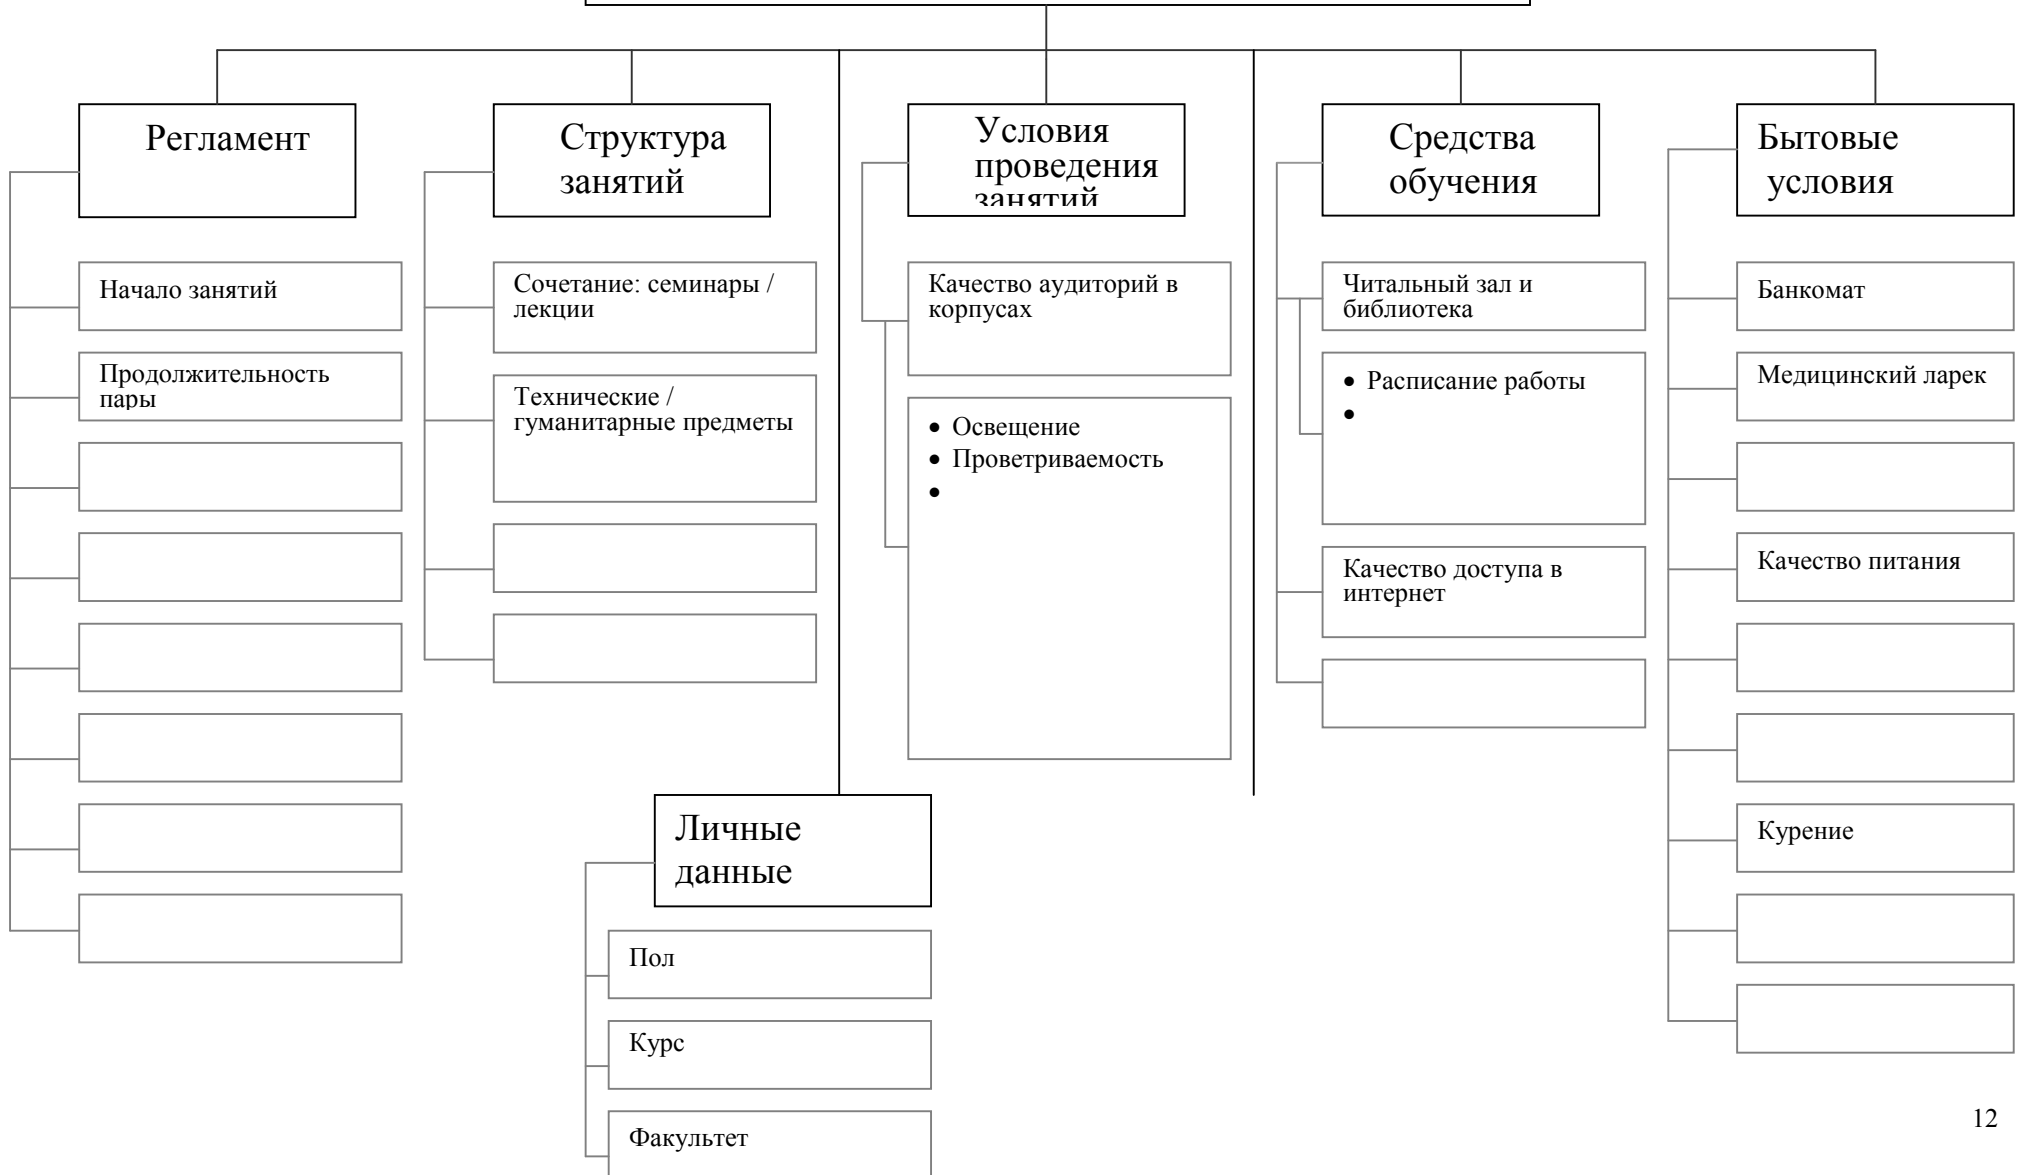 Регламент
Структура
занятий
Условия
проведения
занятий
Средства
обучения
Бытовые
условия
Начало занятий
Продолжительность
пары
Сочетание: семинары /
лекции
Технические /
гуманитарные предметы
Качество аудиторий в
корпусах
• Освещение
• Проветриваемость
•
Читальный зал и
библиотека
• Расписание работы
•
Качество доступа в
интернет
Банкомат
Медицинский ларек
Качество питания
Курение
Личные
данные
Пол
Курс
Факультет
12